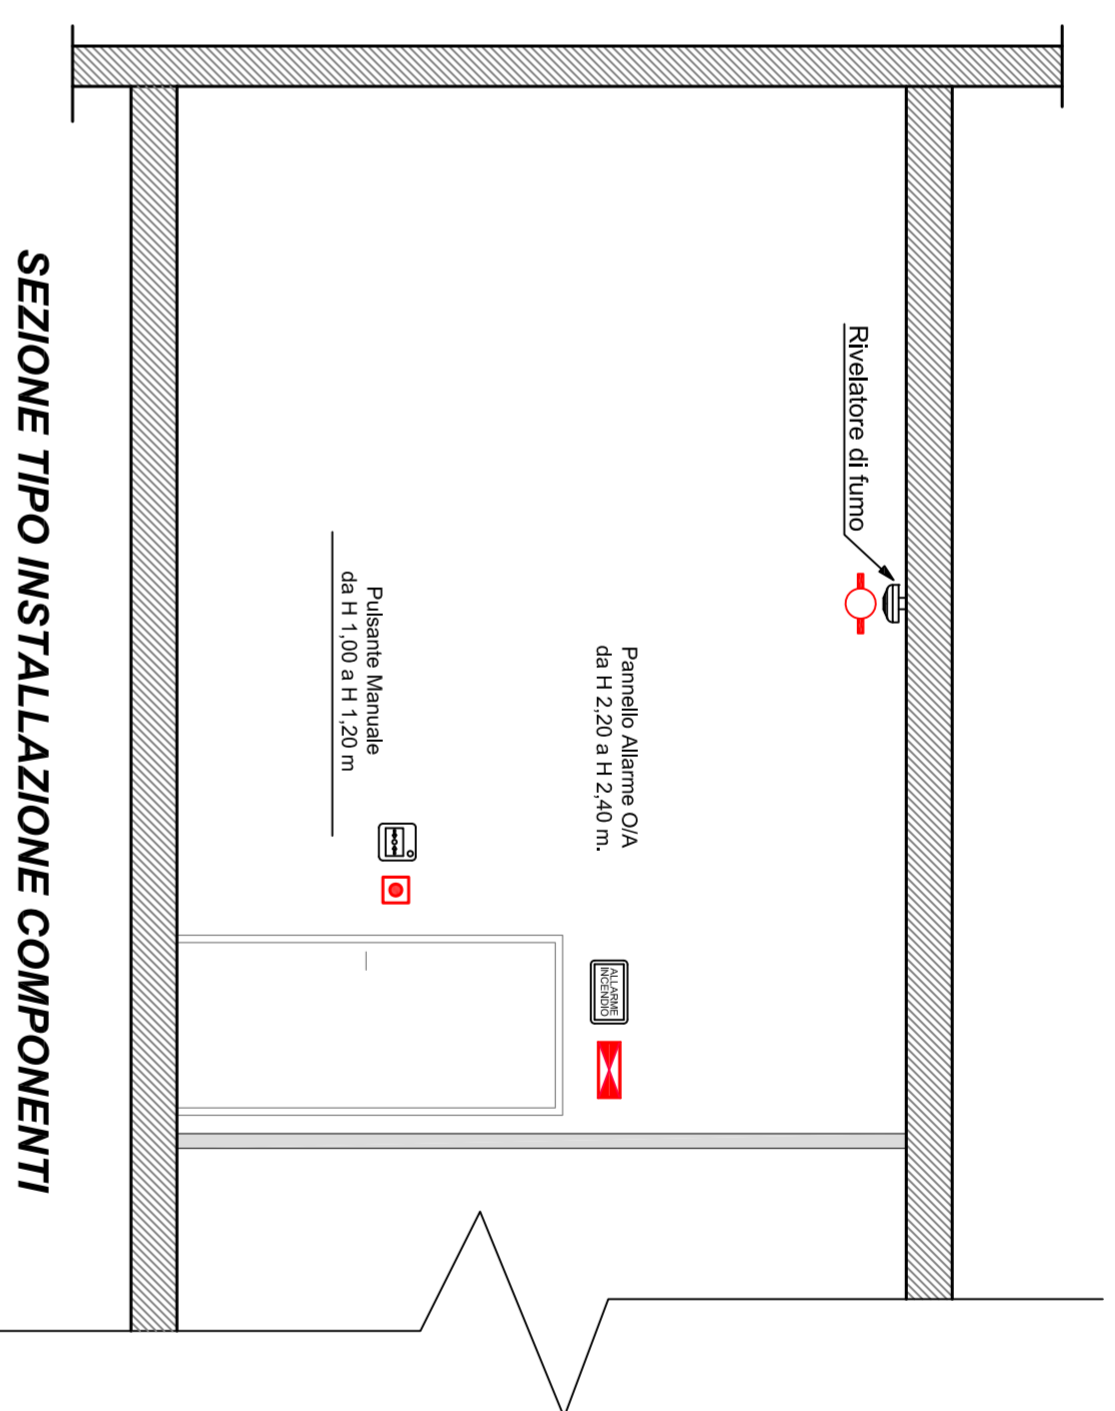 Rivelatore di fumo
Pannello Allarme O/A
da H 2,20 a H 2,40 m.
ALLARME
INCENDIO
Pulsante Manuale
da H 1,00 a H 1,20 m
SEZIONE TIPO INSTALLAZIONE COMPONENTI